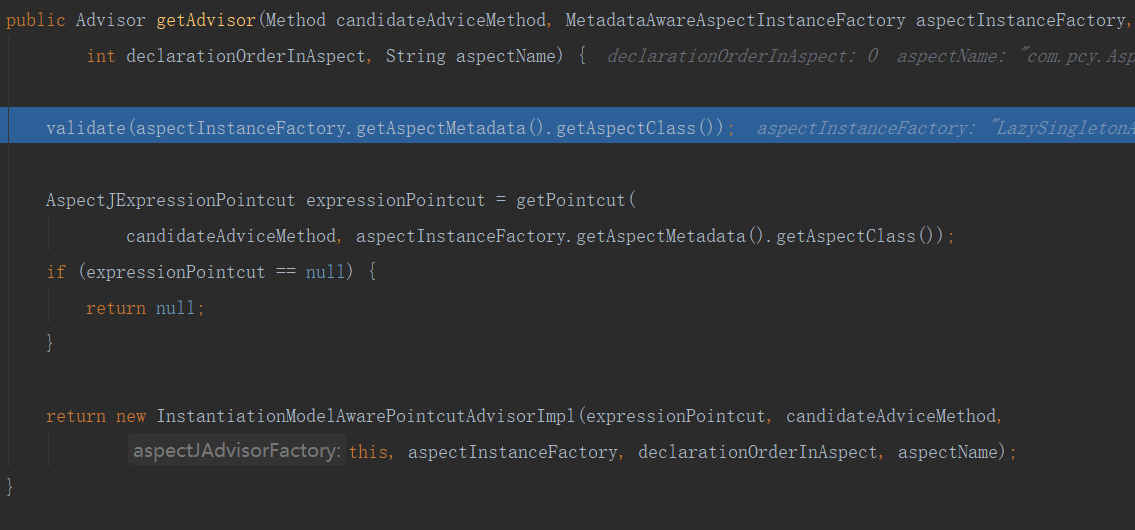 public Advisor getAdvisor(Method candidateAdviceMethod, MetadataAwareAspectInstanceFactory aspectInstanceFactory,
int declarationOrderInAspect, String aspectName) { declarationOrderInAspect: 0 aspectName: "com.pcy.Asp
validate(aspectInstanceFactory.getAspectMetadata().getAspectClass()); aspectInstanceFactory: "LazySingletonA
AspectJExpressionPointcut expressionPointcut = getPointcut(
candidateAdviceMethod, aspectInstanceFactory.getAspectMetadata().getAspectClass());
if (expressionPointcut == null) {
return null;
}
return new InstantiationModelAwarePointcutAdvisorImpl(expressionPointcut, candidateAdviceMethod,
aspectJAdvisorFactory: this, aspectInstanceFactory, declarationOrderInAspect, aspectName);
}